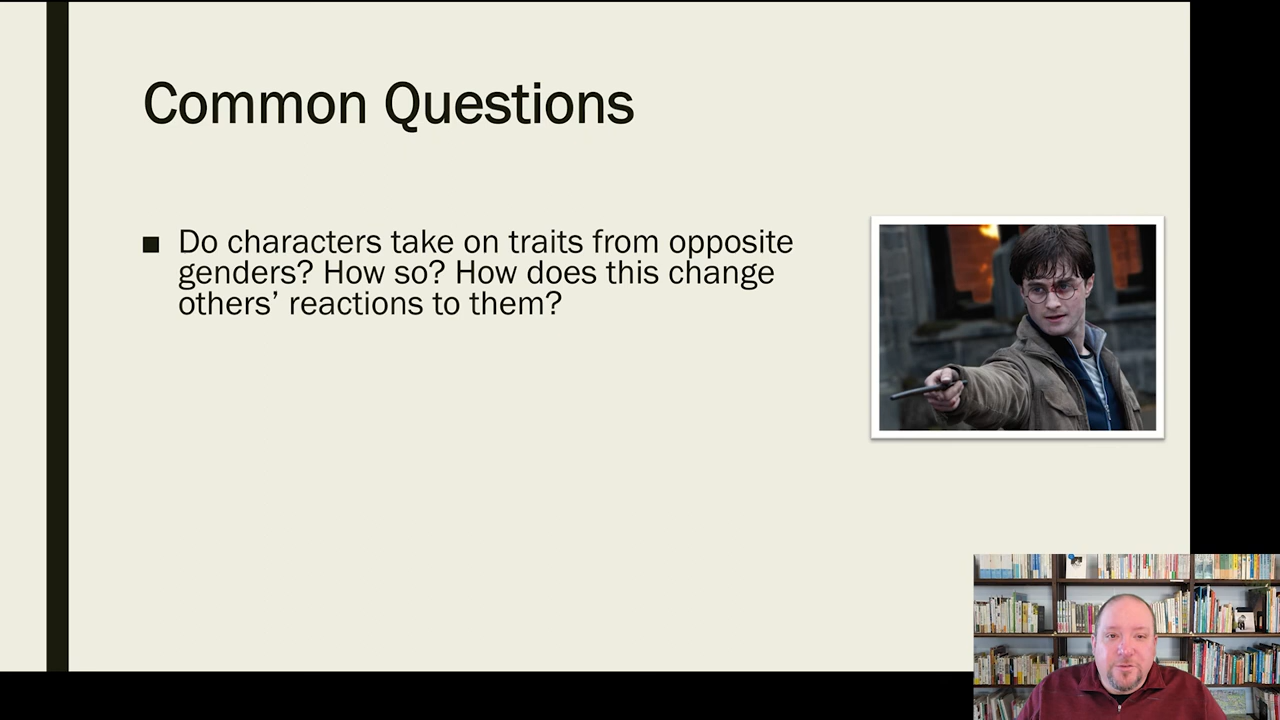 Common Questions
■ Do characters take on traits from opposite
genders? How so? How does this change
others’ reactions to them?